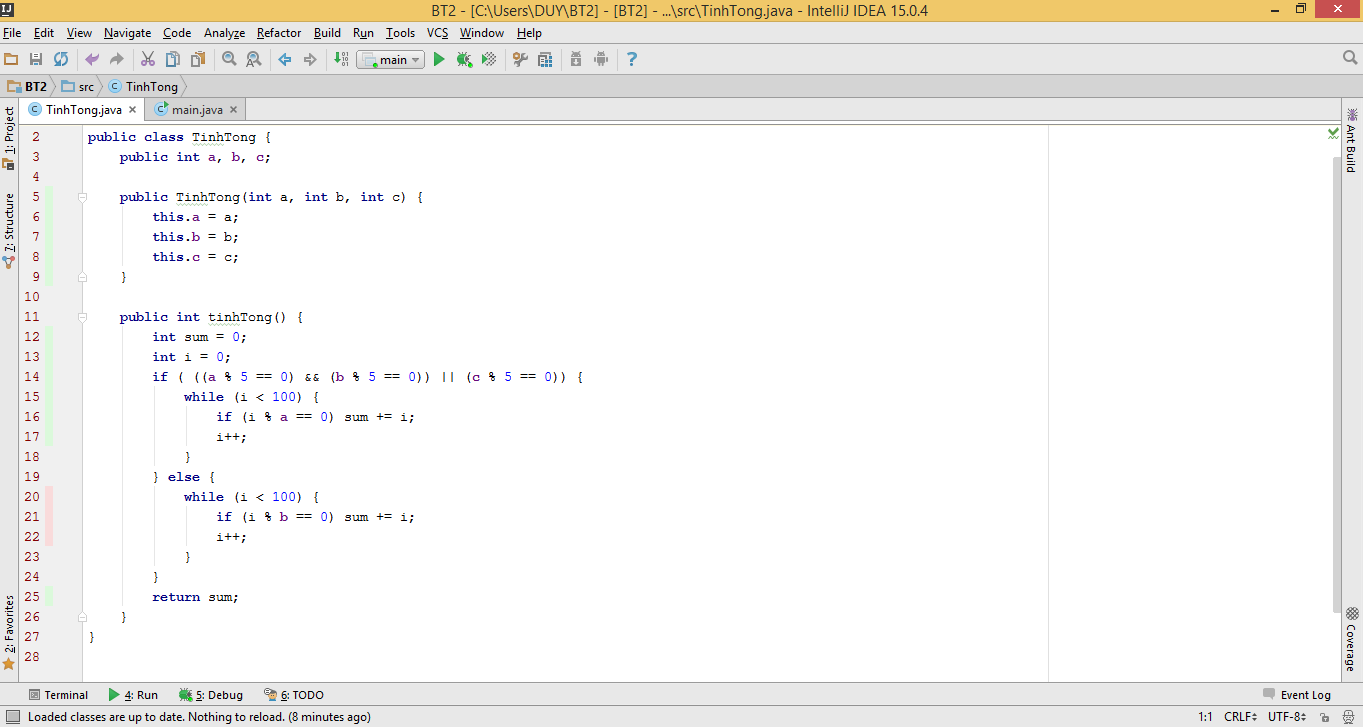 BT2 - [C:\Users\DUY\BT2] - [BT2] - ...\src\TinhTong.java - IntelliJ IDEA 15.0.4
File Edit View Navigate Code Analyze Refactor Build Run Tools VCS Window Help
main
BT2 src TinhTong
TinhTong.java main.java
1: Project
7: Structure
2: Favorites
2 public class TinhTong {
3 public int a, b, c;
4
5 public TinhTong(int a, int b, int c) {
6 this.a = a;
7 this.b = b;
8 this.c = c;
9 }
10
11 public int tinhTong() {
12 int sum = 0;
13 int i = 0;
14 if ( ((a % 5 == 0) && (b % 5 == 0)) || (c % 5 == 0)) {
15 while (i < 100) {
16 if (i % a == 0) sum += i;
17 i++;
18 }
19 } else {
20 while (i < 100) {
21 if (i % b == 0) sum += i;
22 i++;
23 }
24 }
25 return sum;
26 }
27 }
28
Ant Build
Coverage
Terminal 4: Run 5: Debug 6: TODO Event Log
Loaded classes are up to date. Nothing to reload. (8 minutes ago) 1:1 CRLF UTF-8